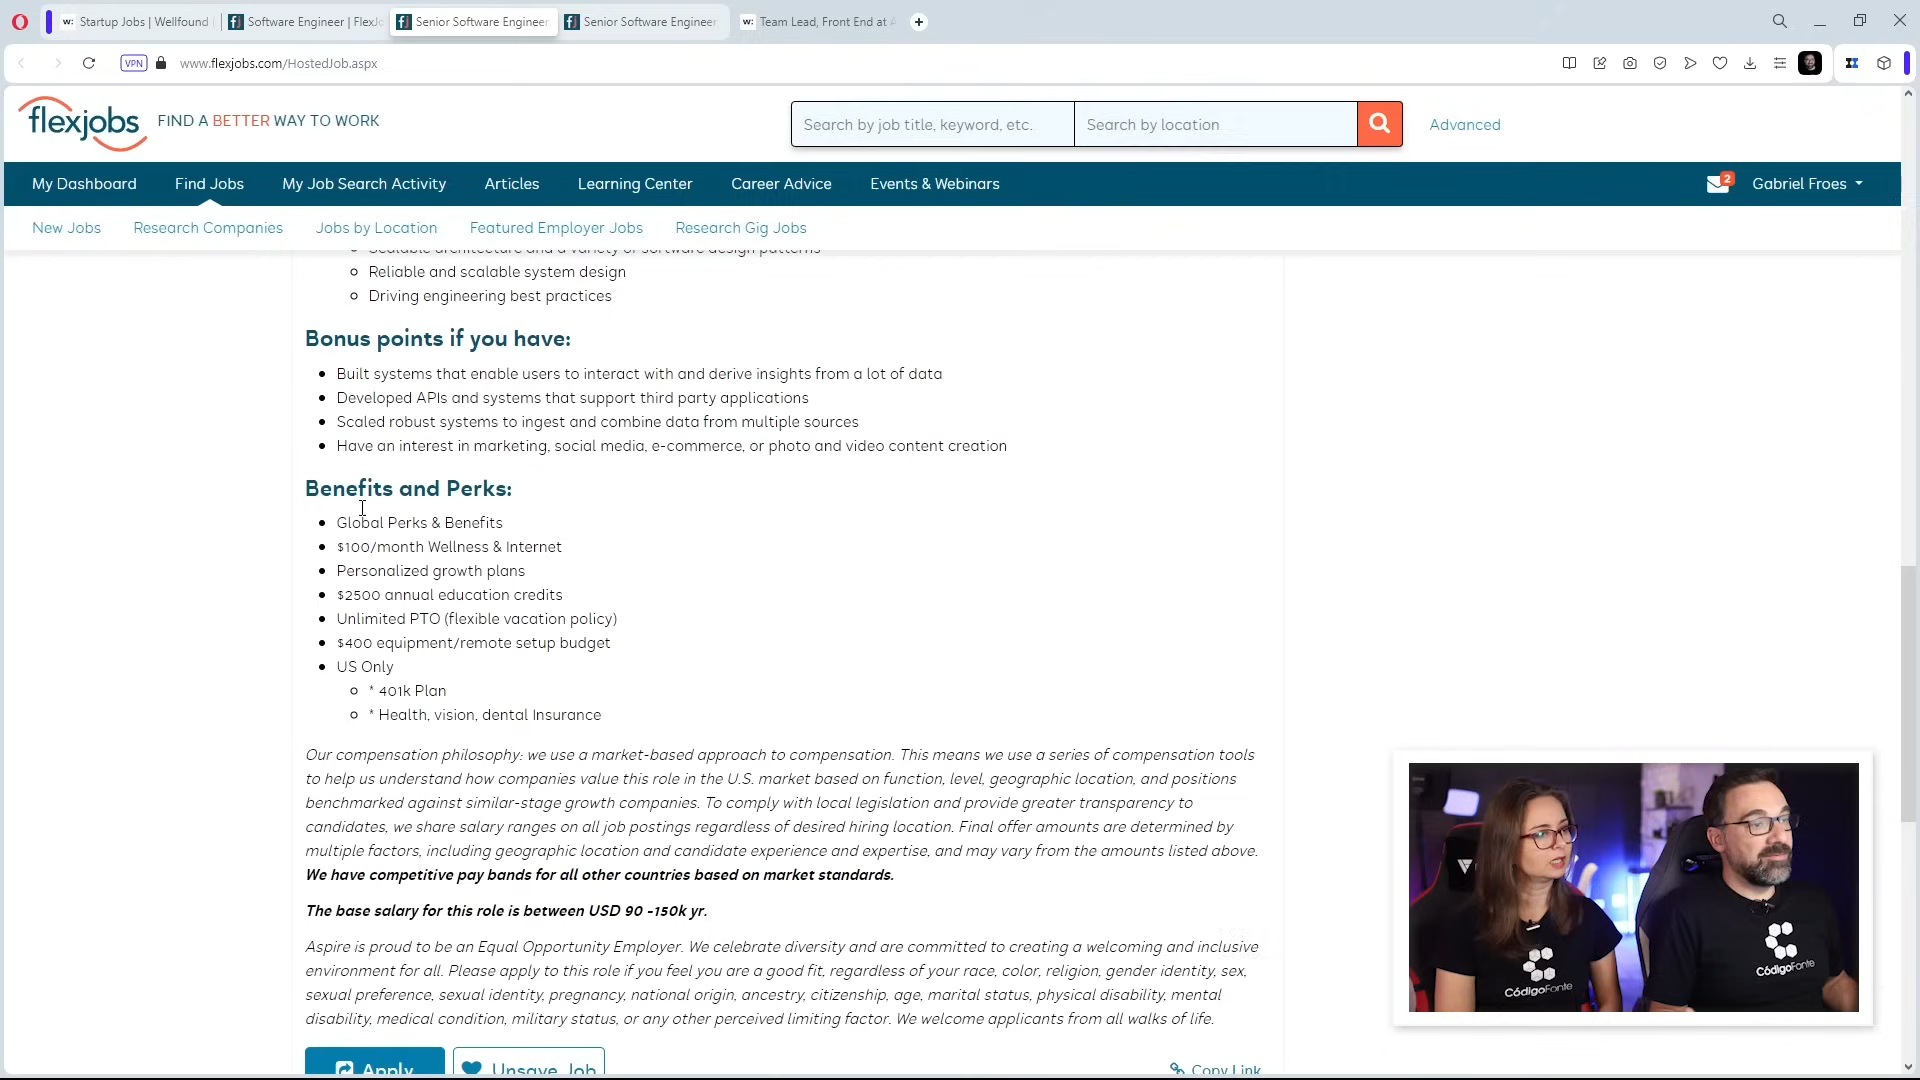 Startup Jobs | Wellfound
Software Engineer | FlexJo
Senior Software Engineer
Senior Software Engineer
Team Lead, Front End at A
VPN
www.flexjobs.com/HostedJob.aspx
flexjobs
FIND A BETTER WAY TO WORK
Search by job title, keyword, etc.
Search by location
Advanced
My Dashboard
Find Jobs
My Job Search Activity
Articles
Learning Center
Career Advice
Events & Webinars
2
Gabriel Froes
New Jobs
Research Companies
Jobs by Location
Featured Employer Jobs
Research Gig Jobs
Scalable architecture and a variety of software design patterns
Reliable and scalable system design
Driving engineering best practices
Bonus points if you have:
Built systems that enable users to interact with and derive insights from a lot of data
Developed APIs and systems that support third party applications
Scaled robust systems to ingest and combine data from multiple sources
Have an interest in marketing, social media, e-commerce, or photo and video content creation
Benefits and Perks:
Global Perks & Benefits
$100/month Wellness & Internet
Personalized growth plans
$2500 annual education credits
Unlimited PTO (flexible vacation policy)
$400 equipment/remote setup budget
US Only
* 401k Plan
* Health, vision, dental Insurance
Our compensation philosophy: we use a market-based approach to compensation. This means we use a series of compensation tools
to help us understand how companies value this role in the U.S. market based on function, level, geographic location, and positions
benchmarked against similar-stage growth companies. To comply with local legislation and provide greater transparency to
candidates, we share salary ranges on all job postings regardless of desired hiring location. Final offer amounts are determined by
multiple factors, including geographic location and candidate experience and expertise, and may vary from the amounts listed above.
We have competitive pay bands for all other countries based on market standards.
The base salary for this role is between USD 90 -150k yr.
Aspire is proud to be an Equal Opportunity Employer. We celebrate diversity and are committed to creating a welcoming and inclusive
environment for all. Please apply to this role if you feel you are a good fit, regardless of your race, color, religion, gender identity, sex,
sexual preference, sexual identity, pregnancy, national origin, ancestry, citizenship, age, marital status, physical disability, mental
disability, medical condition, military status, or any other perceived limiting factor. We welcome applicants from all walks of life.
Apply
Unsave Job
Copy Link
CódigoFonte
CódigoFonte